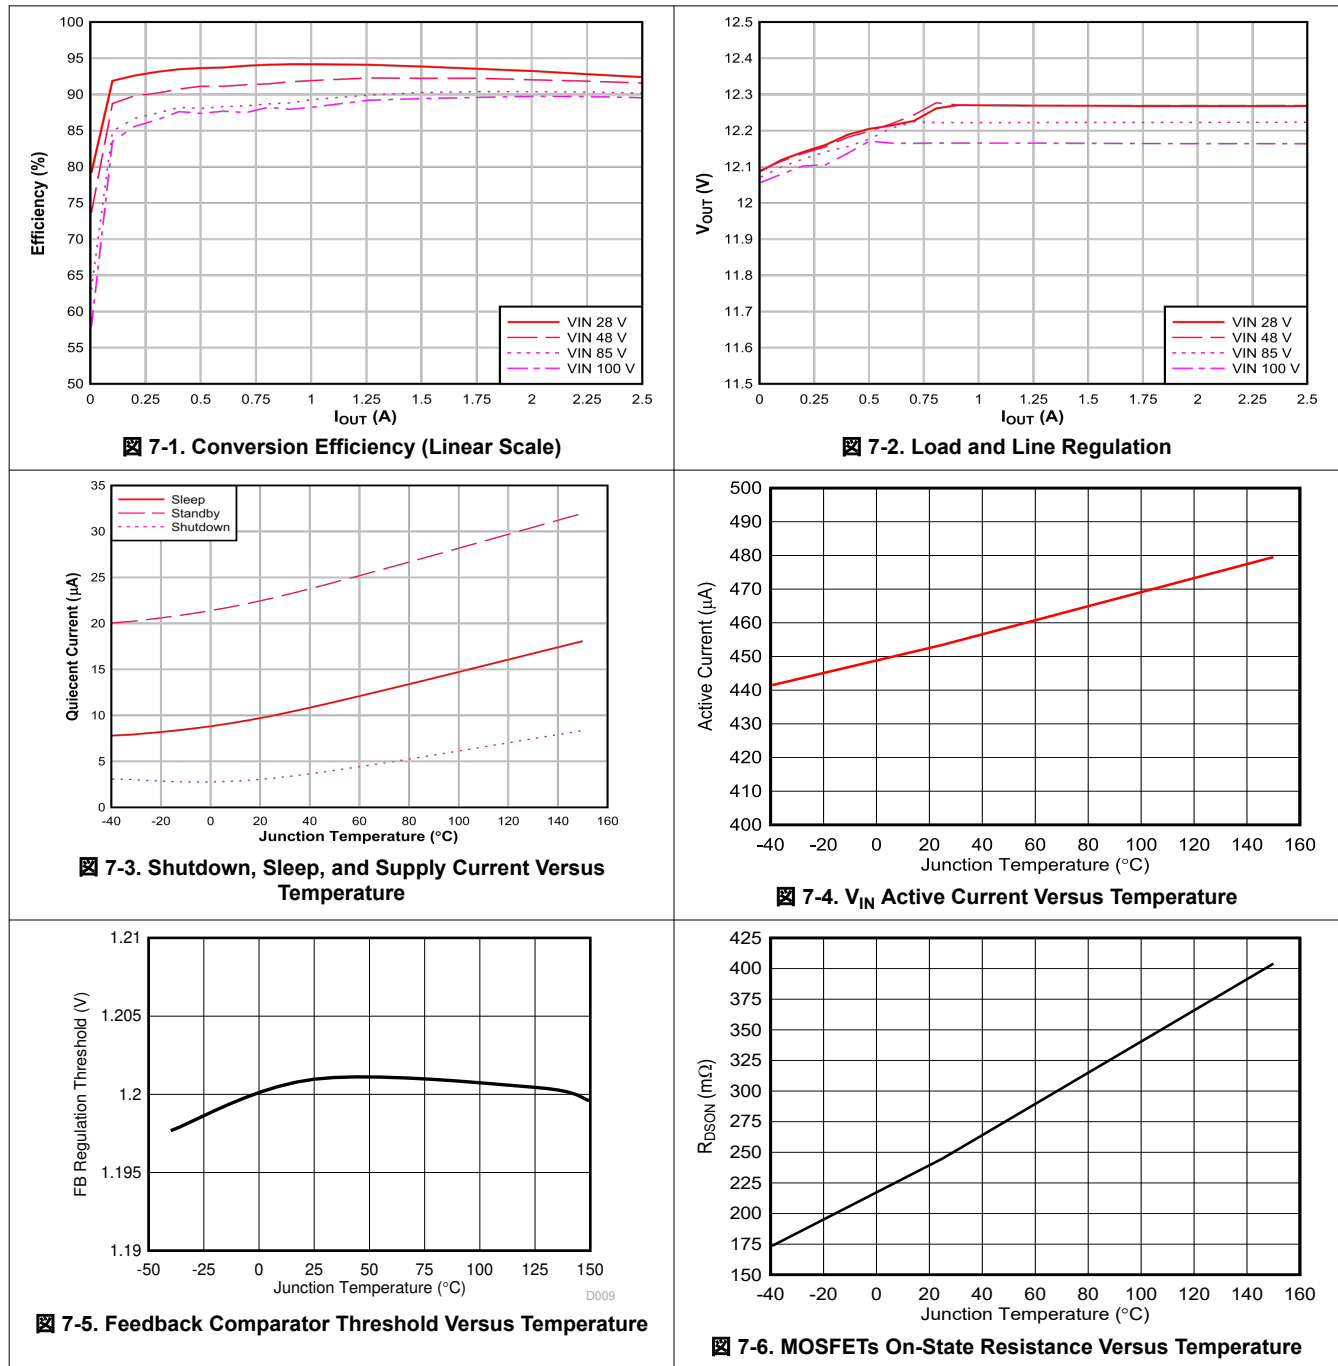 100
95
90
85
80
75
70
65
60
55
50
Efficiency (%)
VIN 28 V
VIN 48 V
VIN 85 V
VIN 100 V
0 0.25 0.5 0.75 1 1.25 1.5 1.75 2 2.25 2.5
IOUT (A)
図 7-1. Conversion Efficiency (Linear Scale)
12.5
12.4
12.3
12.2
12.1
12
11.9
11.8
11.7
11.6
11.5
VOUT (V)
VIN 28 V
VIN 48 V
VIN 85 V
VIN 100 V
0 0.25 0.5 0.75 1 1.25 1.5 1.75 2 2.25 2.5
IOUT (A)
図 7-2. Load and Line Regulation
35
30
25
20
15
10
5
0
Quiecent Current (µA)
Sleep
Standby
Shutdown
-40 -20 0 20 40 60 80 100 120 140 160
Junction Temperature (°C)
図 7-3. Shutdown, Sleep, and Supply Current Versus
Temperature
500
490
480
470
460
450
440
430
420
410
400
Active Current (µA)
-40 -20 0 20 40 60 80 100 120 140 160
Junction Temperature (°C)
図 7-4. VIN Active Current Versus Temperature
1.21
1.205
1.2
1.195
1.19
FB Regulation Threshold (V)
-50 -25 0 25 50 75 100 125 150
Junction Temperature (°C)
D009
図 7-5. Feedback Comparator Threshold Versus Temperature
425
400
375
350
325
300
275
250
225
200
175
150
RDSON (mΩ)
-40 -20 0 20 40 60 80 100 120 140 160
Junction Temperature (°C)
図 7-6. MOSFETs On-State Resistance Versus Temperature